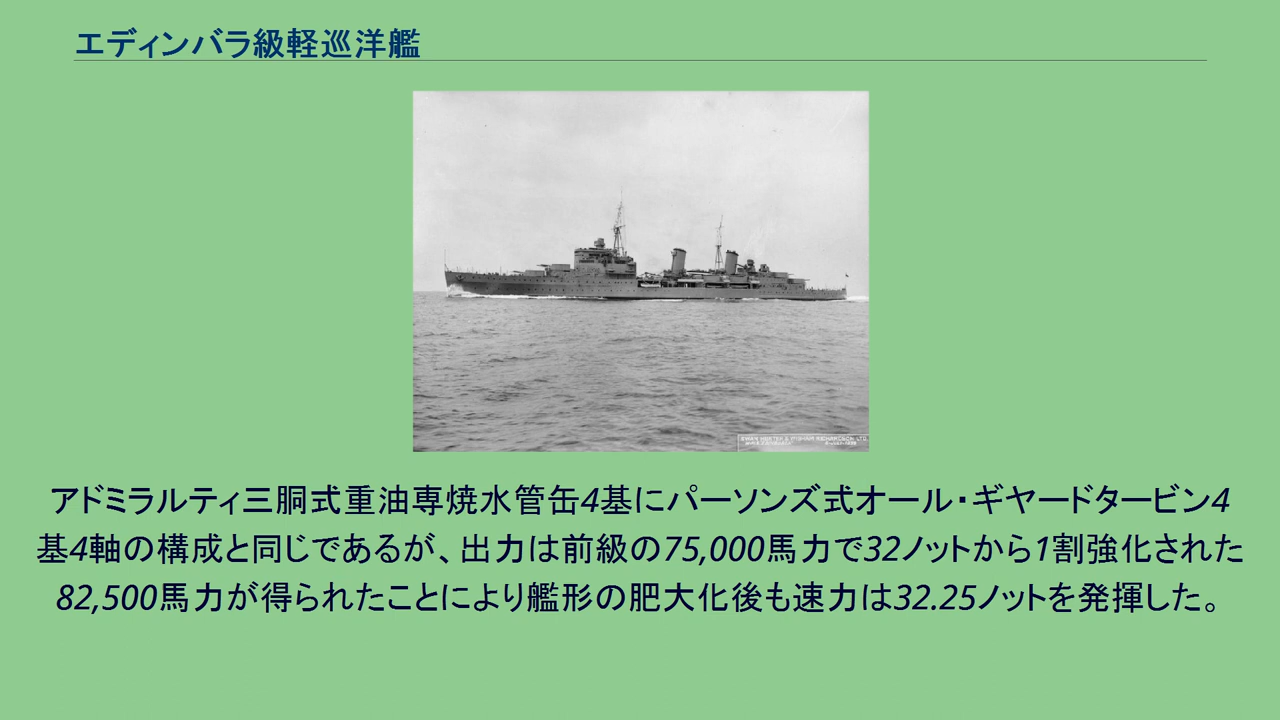 エディンバラ級軽巡洋艦
SWAN HUNTER & WIGHAM RICHARDSON LTD
アドミラルティ三胴式重油専焼水管缶4基にパーソンズ式オール・ギヤードタービン4
基4軸の構成と同じであるが、出力は前級の75,000馬力で32ノットから1割強化された
82,500馬力が得られたことにより艦形の肥大化後も速力は32.25ノットを発揮した。